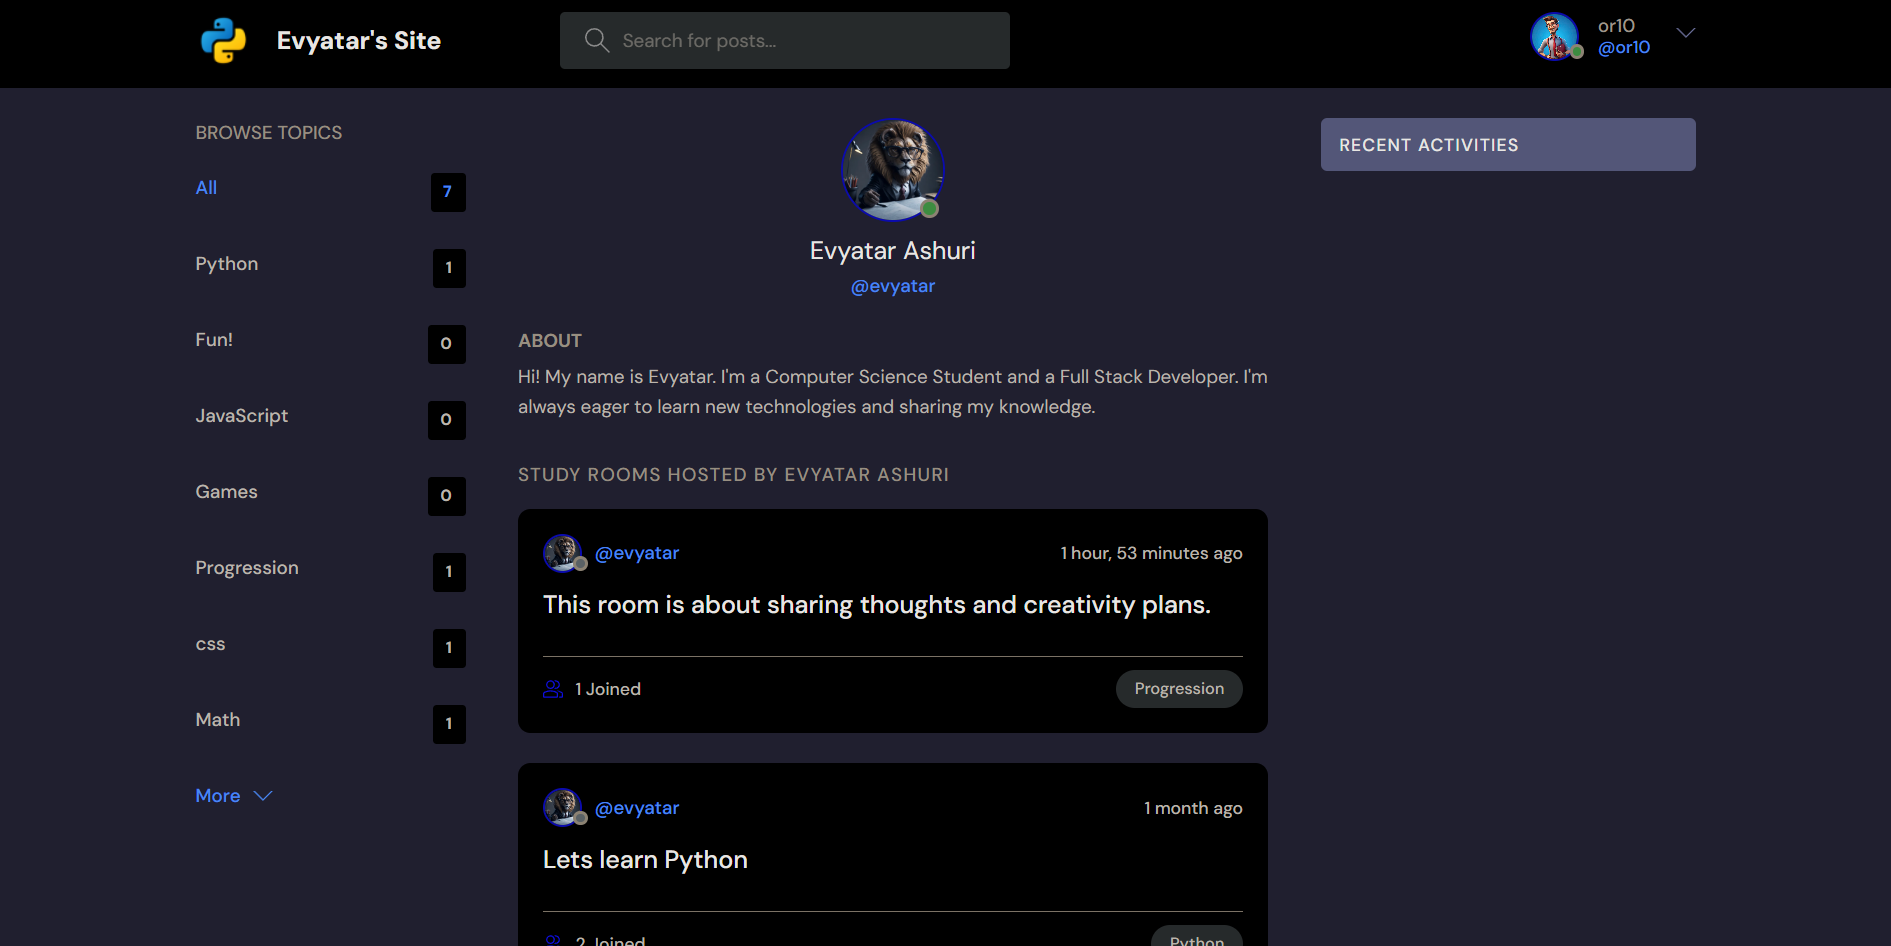 Evyatar's Site
Search for posts...
or10
@or10
BROWSE TOPICS
All 7
Python 1
Fun! 0
JavaScript 0
Games 0
Progression 1
css 1
Math 1
More
Evyatar Ashuri
@evyatar
ABOUT
Hi! My name is Evyatar. I'm a Computer Science Student and a Full Stack Developer. I'm
always eager to learn new technologies and sharing my knowledge.
STUDY ROOMS HOSTED BY EVYATAR ASHURI
@evyatar 1 hour, 53 minutes ago
This room is about sharing thoughts and creativity plans.
1 Joined Progression
@evyatar 1 month ago
Lets learn Python
2 Joined Python
RECENT ACTIVITIES